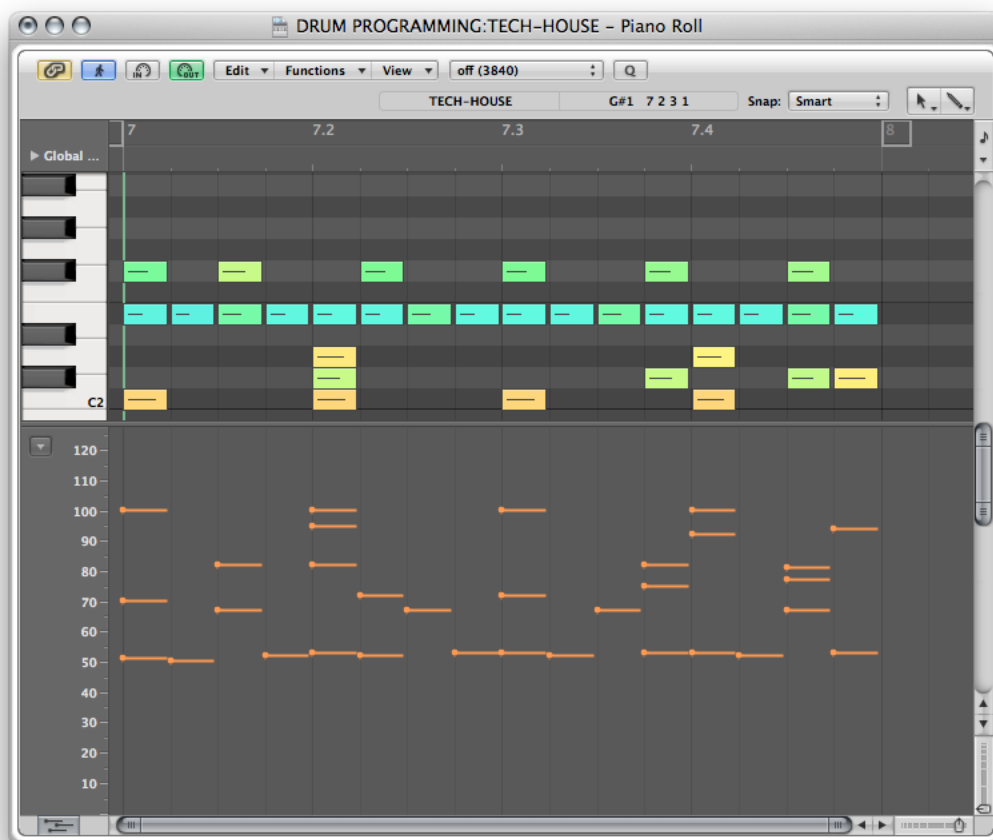 DRUM PROGRAMMING:TECH-HOUSE – Piano Roll
IN OUT Edit Functions View off (3840) Q
TECH-HOUSE G#1 7 2 3 1 Snap: Smart
7 7.2 7.3 7.4 8
Global ...
C2
120
110
100
90
80
70
60
50
40
30
20
10